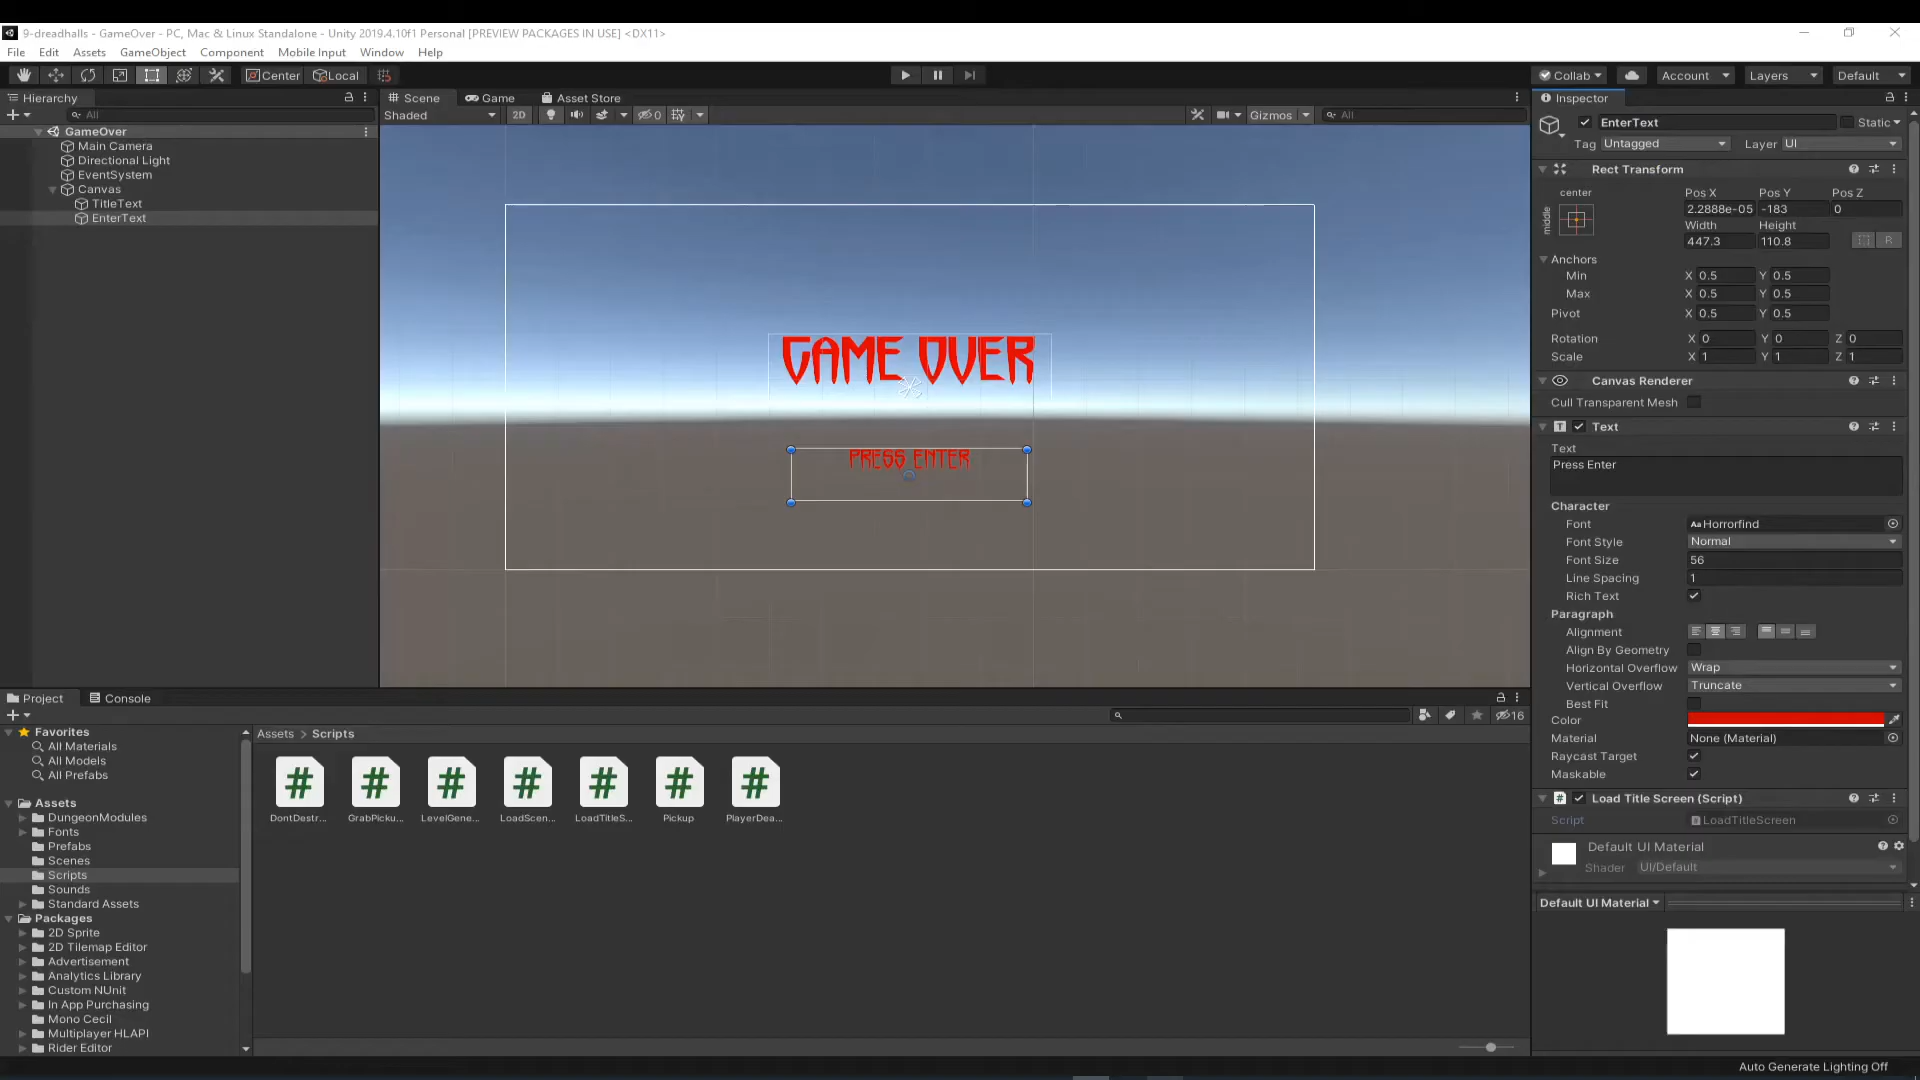 9-dreadhalls - GameOver - PC, Mac & Linux Standalone - Unity 2019.4.10f1 Personal [PREVIEW PACKAGES IN USE] <DX11>
File Edit Assets GameObject Component Mobile Input Window Help
Center Local Collab Account Layers Default
Hierarchy
All
GameOver
Main Camera
Directional Light
EventSystem
Canvas
TitleText
EnterText
Scene Game Asset Store
Shaded 2D 0 Gizmos All
GAME OVER
PRESS ENTER
Inspector
EnterText Static
Tag Untagged Layer UI
Rect Transform
center Pos X Pos Y Pos Z
middle
2.2888e-05 -183 0
Width Height
447.3 110.8 R
Anchors
Min X 0.5 Y 0.5
Max X 0.5 Y 0.5
Pivot X 0.5 Y 0.5
Rotation X 0 Y 0 Z 0
Scale X 1 Y 1 Z 1
Canvas Renderer
Cull Transparent Mesh
Text
Text
Press Enter
Character
Font Aa Horrorfind
Font Style Normal
Font Size 56
Line Spacing 1
Rich Text
Paragraph
Alignment
Align By Geometry
Horizontal Overflow Wrap
Vertical Overflow Truncate
Best Fit
Color
Material None (Material)
Raycast Target
Maskable
# Load Title Screen (Script)
Script LoadTitleScreen
Default UI Material
Shader UI/Default
Default UI Material
Project Console
16
Favorites
All Materials
All Models
All Prefabs
Assets
DungeonModules
Fonts
Prefabs
Scenes
Scripts
Sounds
Standard Assets
Packages
2D Sprite
2D Tilemap Editor
Advertisement
Analytics Library
Custom NUnit
In App Purchasing
Mono Cecil
Multiplayer HLAPI
Rider Editor
Assets > Scripts
# # # # # # #
DontDestr... GrabPicku... LevelGene... LoadScen... LoadTitleS... Pickup PlayerDea...
Auto Generate Lighting Off